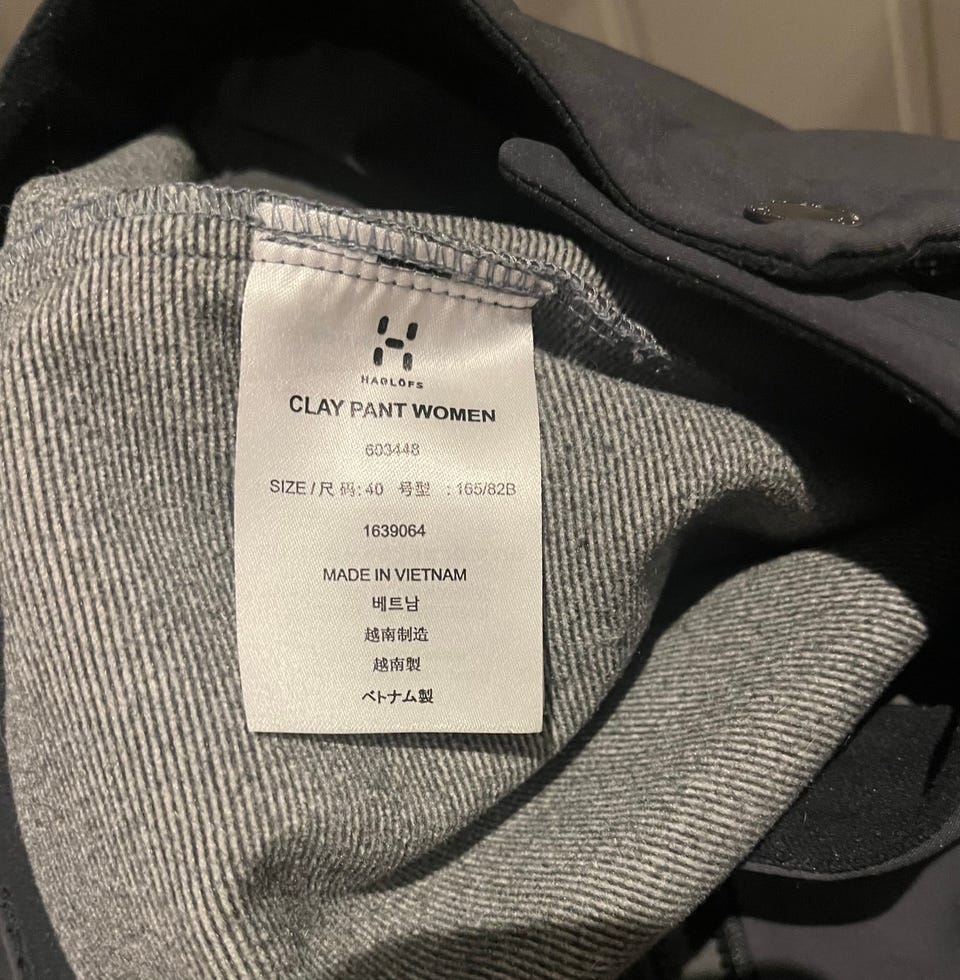 HAGLÖFS
CLAY PANT WOMEN
603448
SIZE / 尺 码: 40 号型 : 165/82B
1639064
MADE IN VIETNAM
베트남
越南制造
越南製
ベトナム製